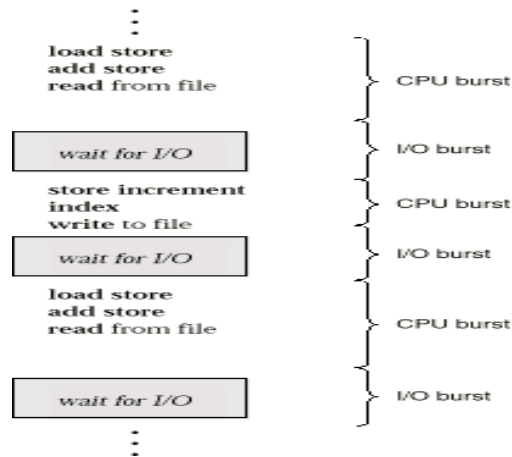 load store
add store
read from file
CPU burst
wait for I/O
I/O burst
store increment
index
write to file
CPU burst
wait for I/O
I/O burst
load store
add store
read from file
CPU burst
wait for I/O
I/O burst